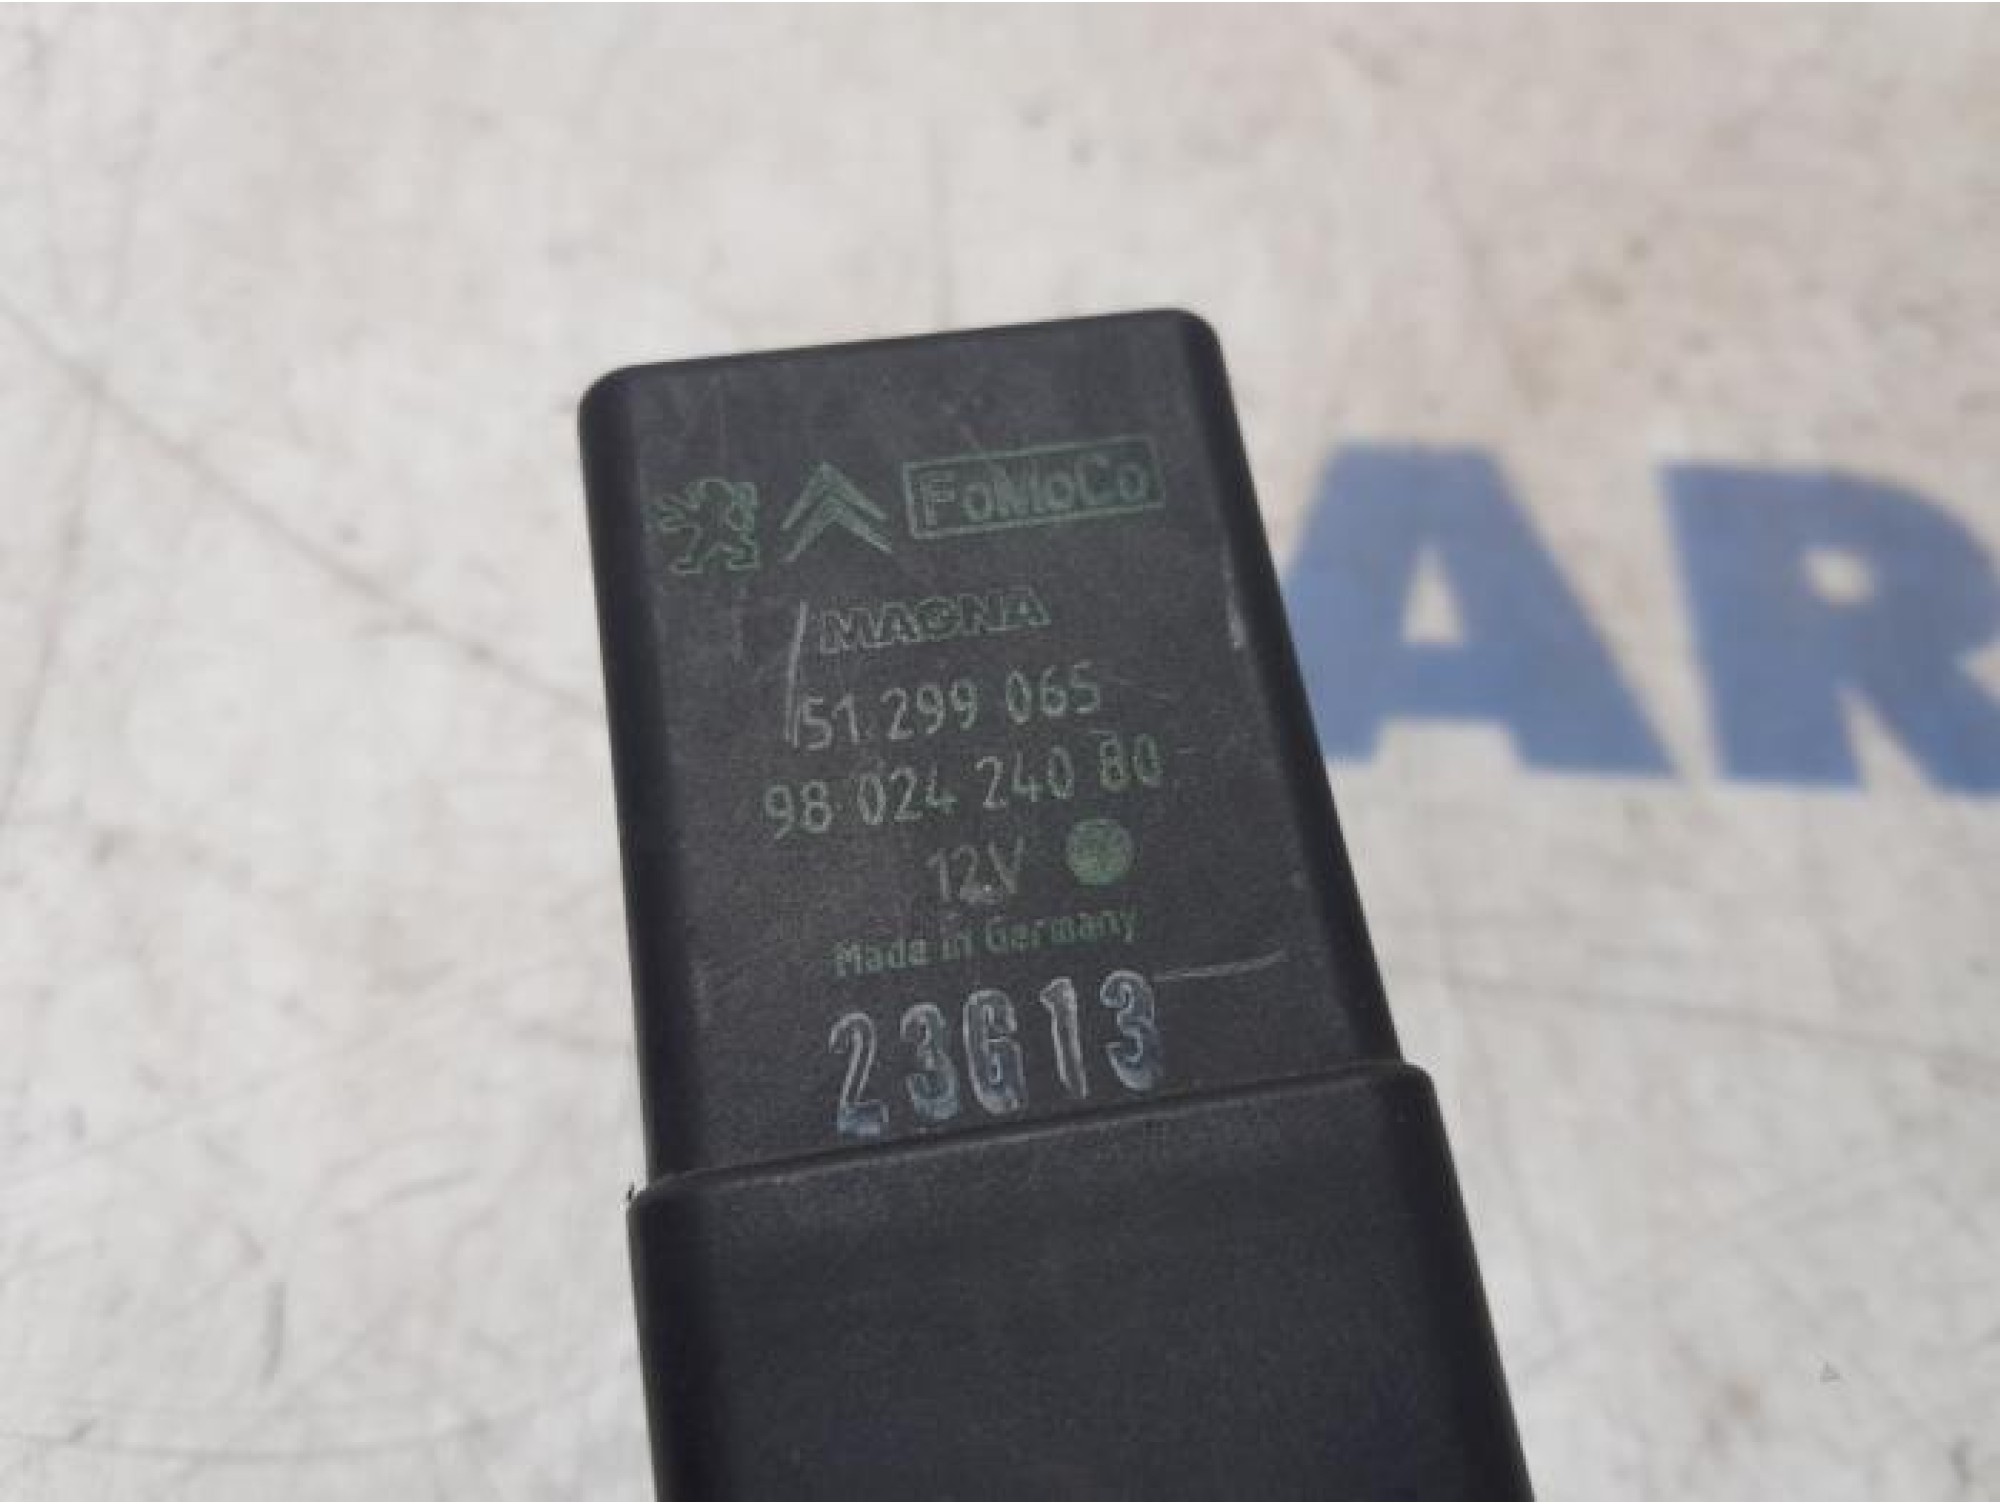 FoMoCo
MAGNA
51.299 065
98 024 240 80
12V
Made in Germany
23G13
AR